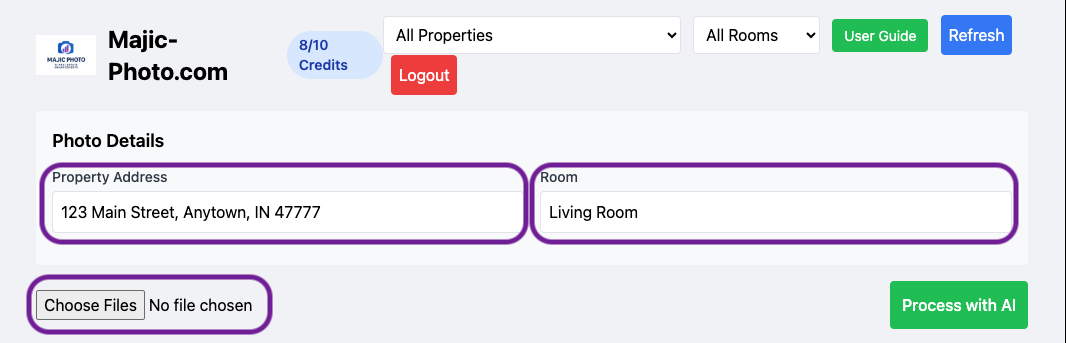 MAJIC PHOTO
Majic-
Photo.com
8/10
Credits
All Properties
All Rooms
User Guide
Refresh
Logout
Photo Details
Property Address
Room
123 Main Street, Anytown, IN 47777
Living Room
Choose Files No file chosen
Process with AI